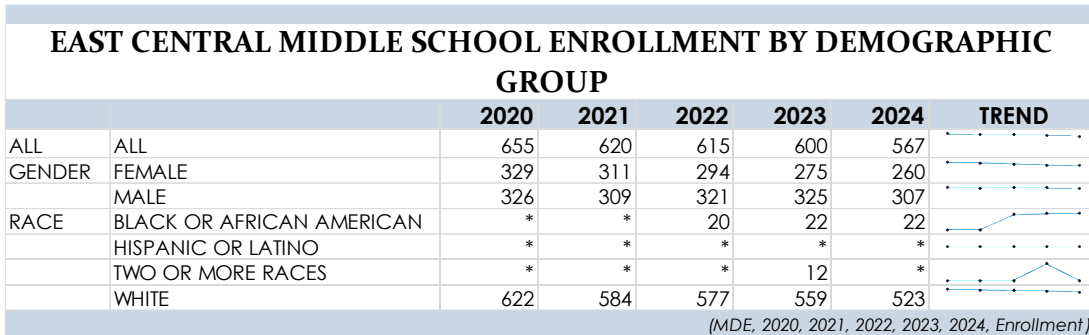 EAST CENTRAL MIDDLE SCHOOL ENROLLMENT BY DEMOGRAPHIC
GROUP
2020 2021 2022 2023 2024 TREND
ALL ALL 655 620 615 600 567
GENDER FEMALE 329 311 294 275 260
MALE 326 309 321 325 307
RACE BLACK OR AFRICAN AMERICAN * * 20 22 22
HISPANIC OR LATINO * * * * *
TWO OR MORE RACES * * * 12 *
WHITE 622 584 577 559 523
(MDE, 2020, 2021, 2022, 2023, 2024, Enrollment)